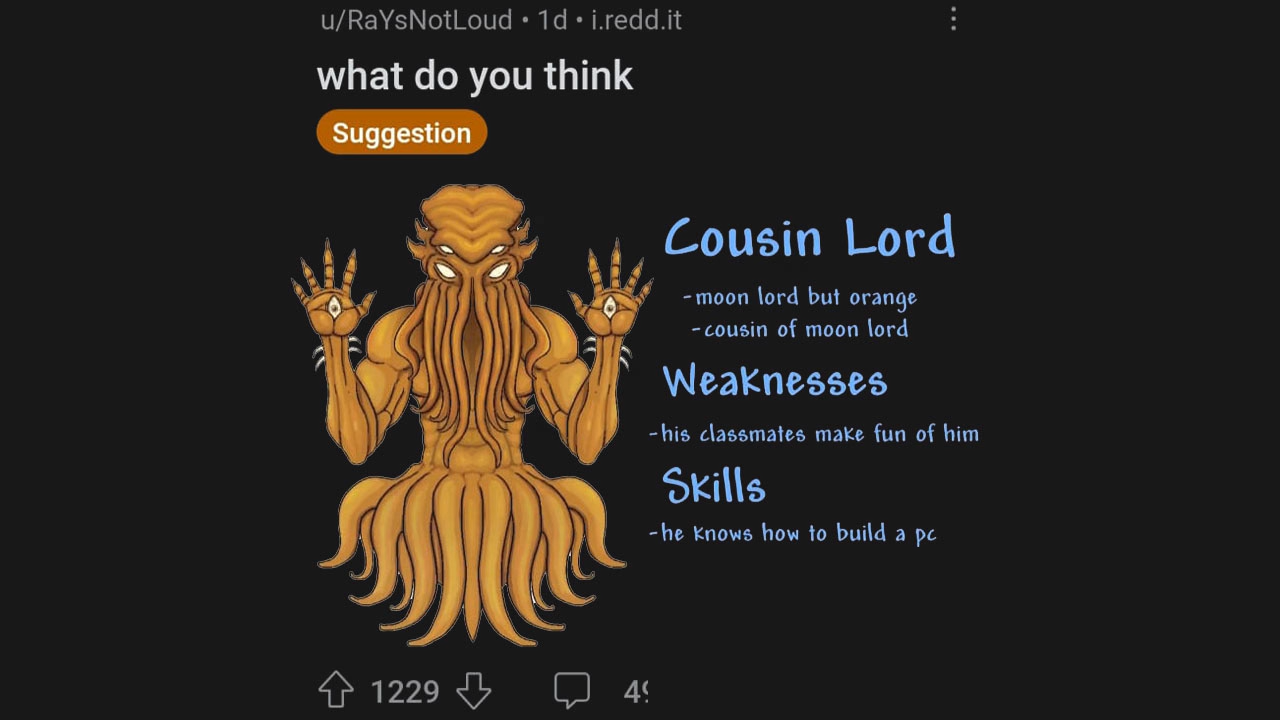 u/RaYsNotLoud • 1d • i.redd.it
what do you think
Suggestion
Cousin Lord
-moon lord but orange
-cousin of moon lord
Weaknesses
-his classmates make fun of him
Skills
-he knows how to build a pc
1229